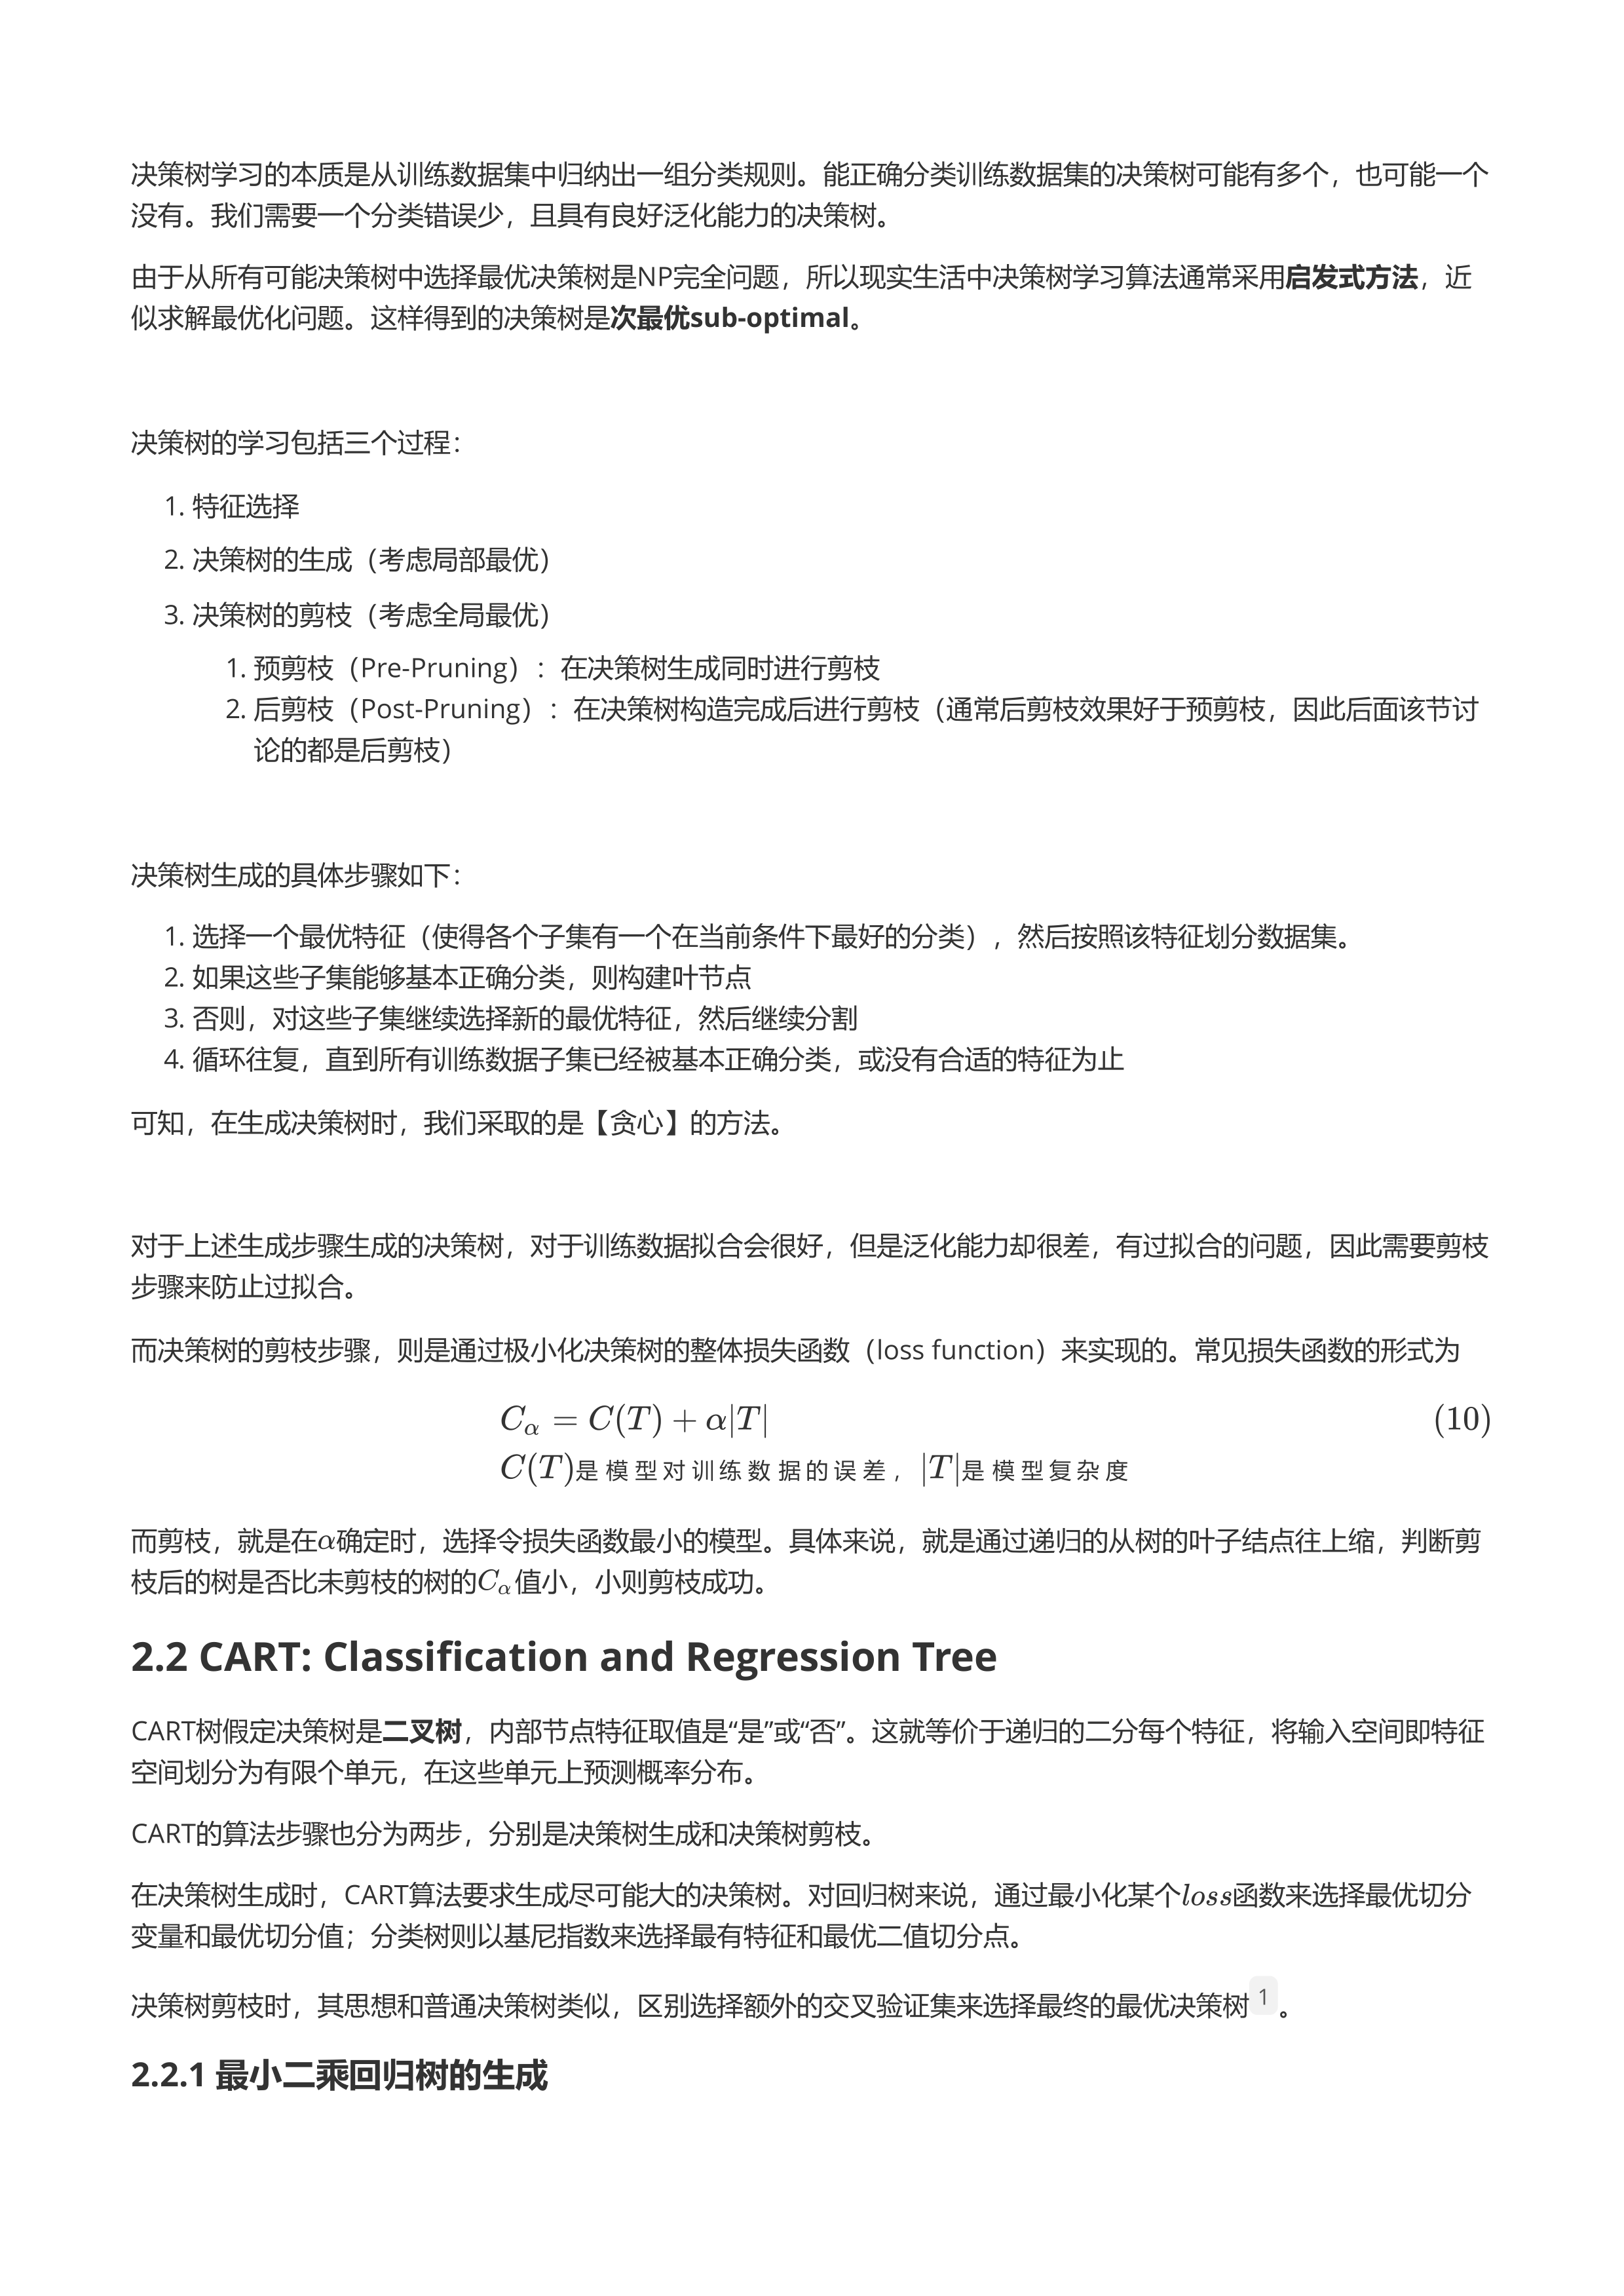 决策树学习的本质是从训练数据集中归纳出一组分类规则。能正确分类训练数据集的决策树可能有多个，也可能一个
没有。我们需要一个分类错误少，且具有良好泛化能力的决策树。
由于从所有可能决策树中选择最优决策树是NP完全问题，所以现实生活中决策树学习算法通常采用启发式方法，近
似求解最优化问题。这样得到的决策树是次最优sub-optimal。
决策树的学习包括三个过程：
1. 特征选择
2. 决策树的生成（考虑局部最优）
3. 决策树的剪枝（考虑全局最优）
1. 预剪枝（Pre-Pruning）：在决策树生成同时进行剪枝
2. 后剪枝（Post-Pruning）：在决策树构造完成后进行剪枝（通常后剪枝效果好于预剪枝，因此后面该节讨
论的都是后剪枝）
决策树生成的具体步骤如下：
1. 选择一个最优特征（使得各个子集有一个在当前条件下最好的分类），然后按照该特征划分数据集。
2. 如果这些子集能够基本正确分类，则构建叶节点
3. 否则，对这些子集继续选择新的最优特征，然后继续分割
4. 循环往复，直到所有训练数据子集已经被基本正确分类，或没有合适的特征为止
可知，在生成决策树时，我们采取的是【贪心】的方法。
对于上述生成步骤生成的决策树，对于训练数据拟合会很好，但是泛化能力却很差，有过拟合的问题，因此需要剪枝
步骤来防止过拟合。
而决策树的剪枝步骤，则是通过极小化决策树的整体损失函数（loss function）来实现的。常见损失函数的形式为
C_α = C(T) + α|T| (10)
C(T)是模型对训练数据的误差，|T|是模型复杂度
而剪枝，就是在α确定时，选择令损失函数最小的模型。具体来说，就是通过递归的从树的叶子结点往上缩，判断剪
枝后的树是否比未剪枝的树的C_α值小，小则剪枝成功。
2.2 CART: Classification and Regression Tree
CART树假定决策树是二叉树，内部节点特征取值是“是”或“否”。这就等价于递归的二分每个特征，将输入空间即特征
空间划分为有限个单元，在这些单元上预测概率分布。
CART的算法步骤也分为两步，分别是决策树生成和决策树剪枝。
在决策树生成时，CART算法要求生成尽可能大的决策树。对回归树来说，通过最小化某个loss函数来选择最优切分
变量和最优切分值；分类树则以基尼指数来选择最有特征和最优二值切分点。
决策树剪枝时，其思想和普通决策树类似，区别选择额外的交叉验证集来选择最终的最优决策树1。
2.2.1 最小二乘回归树的生成